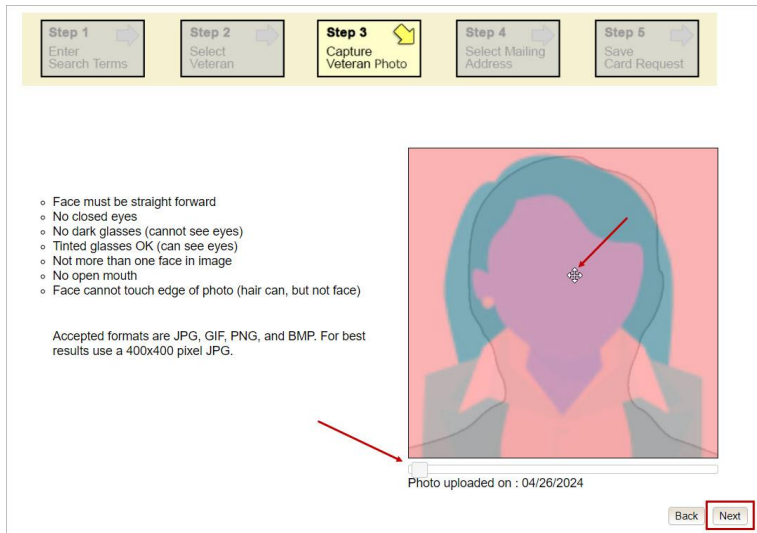 Step 1
Enter
Search Terms
Step 2
Select
Veteran
Step 3
Capture
Veteran Photo
Step 4
Select Mailing
Address
Step 5
Save
Card Request
Face must be straight forward
No closed eyes
No dark glasses (cannot see eyes)
Tinted glasses OK (can see eyes)
Not more than one face in image
No open mouth
Face cannot touch edge of photo (hair can, but not face)
Accepted formats are JPG, GIF, PNG, and BMP. For best
results use a 400x400 pixel JPG.
Photo uploaded on : 04/26/2024
Back
Next